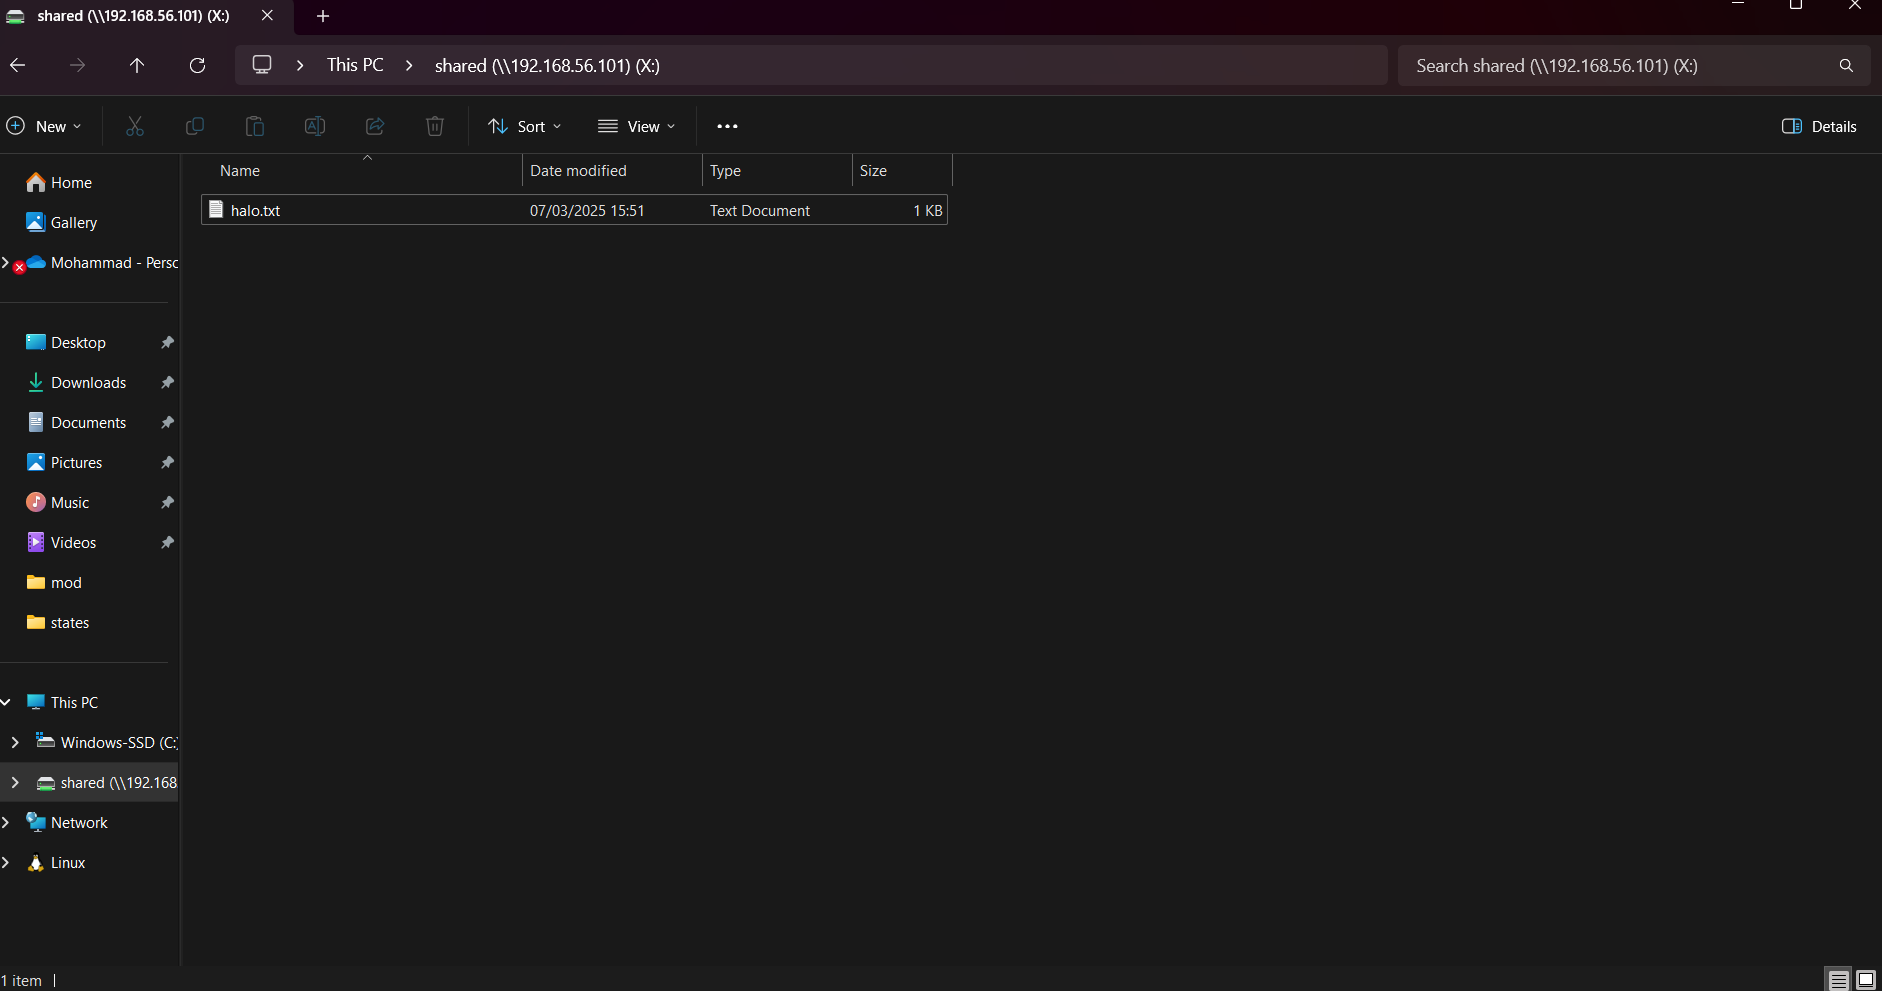 shared (\\192.168.56.101) (X:)
This PC > shared (\\192.168.56.101) (X:)
Search shared (\\192.168.56.101) (X:)
New
Sort
View
Details
Name
Date modified
Type
Size
halo.txt
07/03/2025 15:51
Text Document
1 KB
Home
Gallery
Mohammad - Persc
Desktop
Downloads
Documents
Pictures
Music
Videos
mod
states
This PC
Windows-SSD (C:)
shared (\\192.168
Network
Linux
1 item